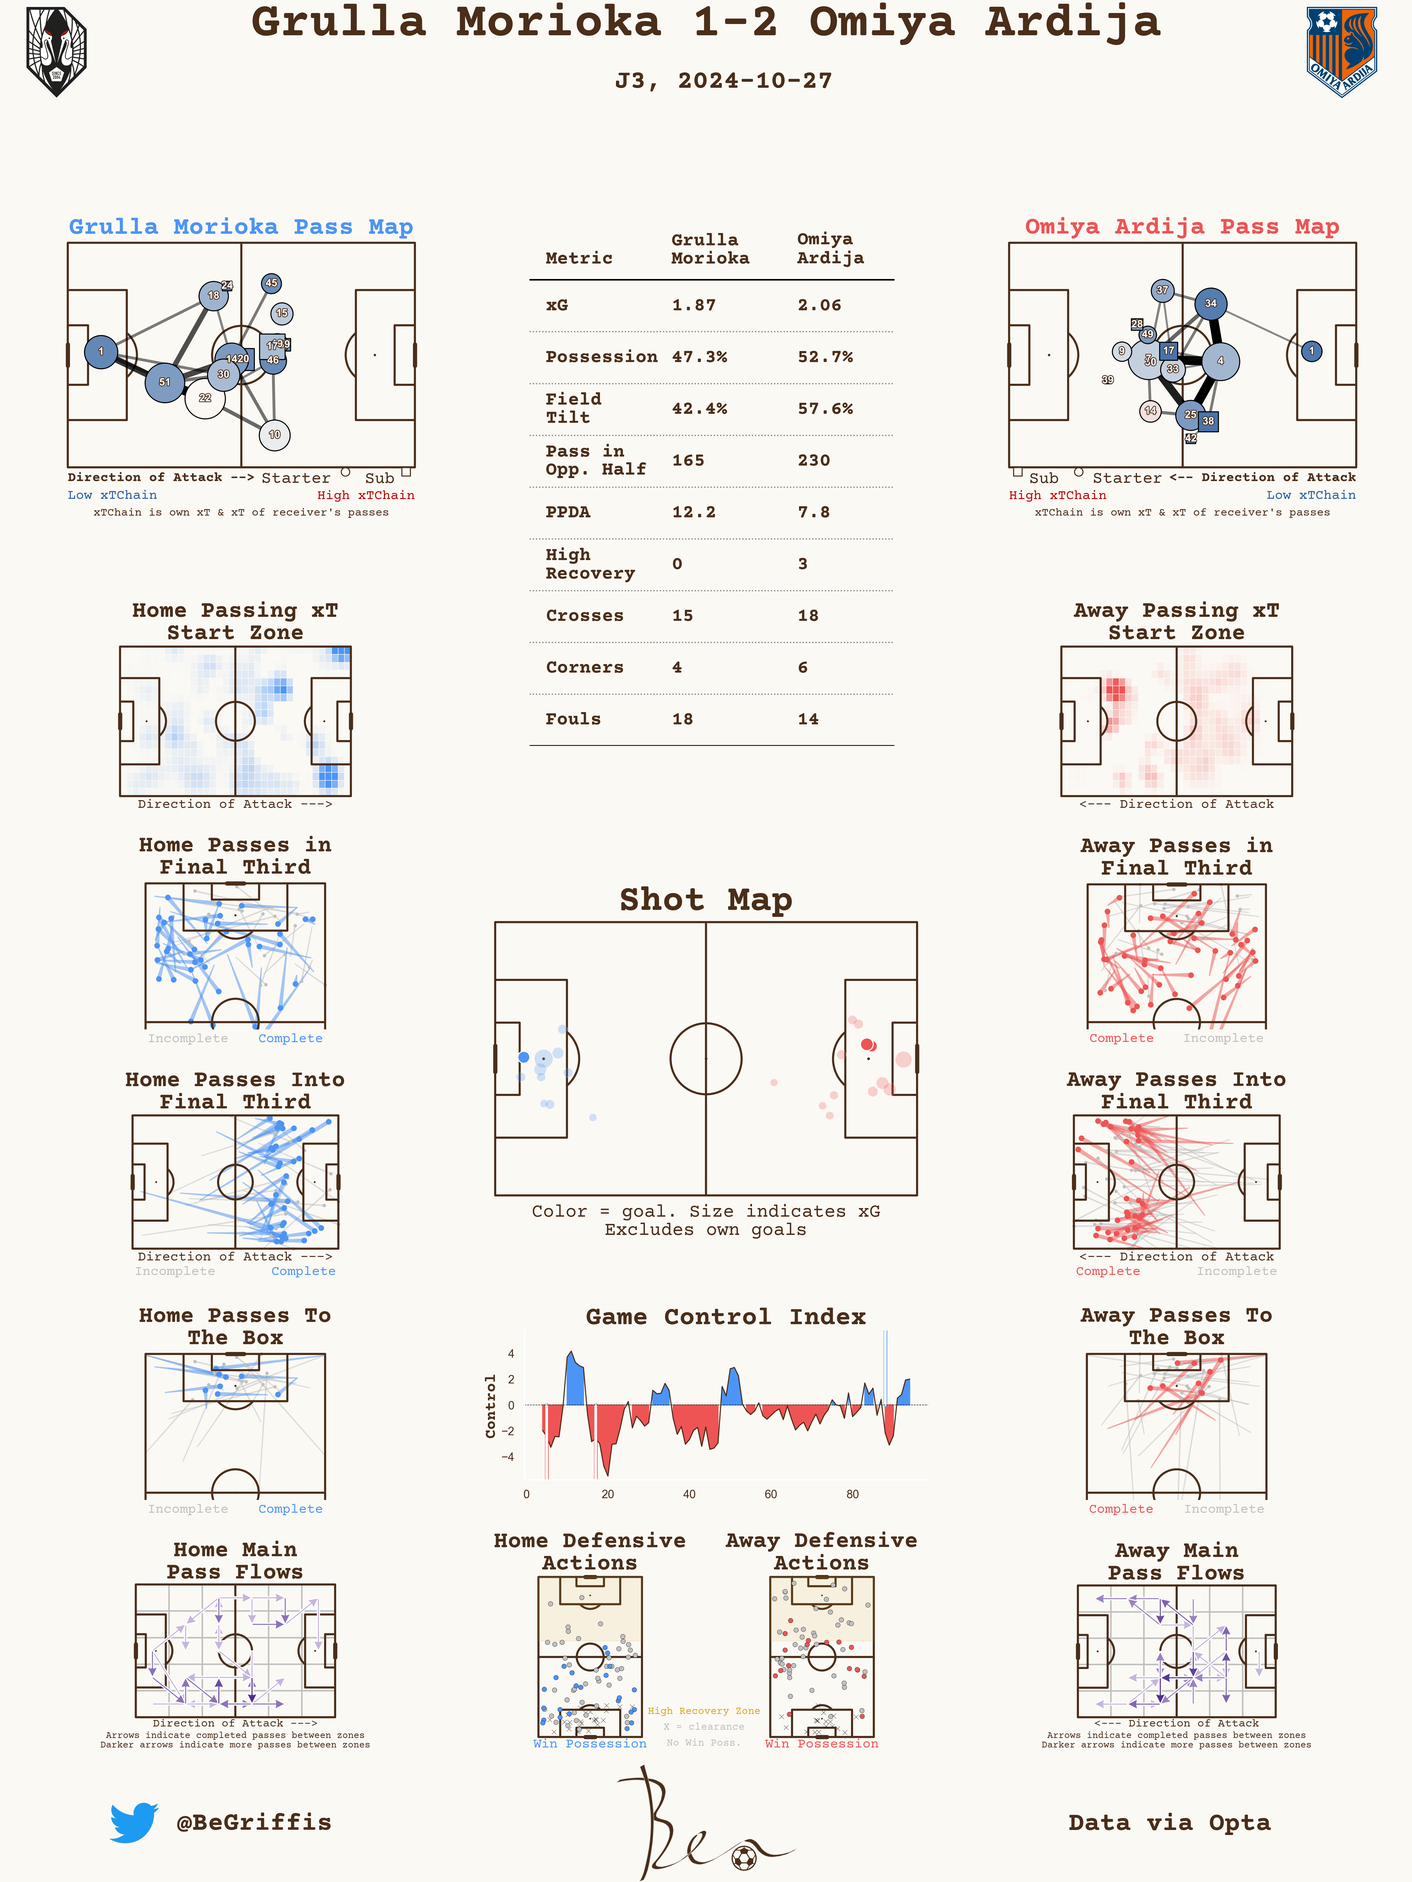 Grulla Morioka 1-2 Omiya Ardija
J3, 2024-10-27
SINCE
2004
OMIYA ARDIJA
Grulla Morioka Pass Map
1
18
24
45
15
51
22
30
1420
17
46
10
Direction of Attack --> Starter Sub
Low xTChain High xTChain
xTChain is own xT & xT of receiver's passes
Metric Grulla Morioka Omiya Ardija
xG 1.87 2.06
Possession 47.3% 52.7%
Field Tilt 42.4% 57.6%
Pass in Opp. Half 165 230
PPDA 12.2 7.8
High Recovery 0 3
Crosses 15 18
Corners 4 6
Fouls 18 14
Omiya Ardija Pass Map
37
34
28
49
9
17
33
4
1
39
14
25
38
42
Sub Starter <-- Direction of Attack
High xTChain Low xTChain
xTChain is own xT & xT of receiver's passes
Home Passing xT
Start Zone
Direction of Attack --->
Away Passing xT
Start Zone
<--- Direction of Attack
Home Passes in
Final Third
Incomplete Complete
Away Passes in
Final Third
Complete Incomplete
Shot Map
Color = goal. Size indicates xG
Excludes own goals
Home Passes Into
Final Third
Direction of Attack --->
Incomplete Complete
Away Passes Into
Final Third
<--- Direction of Attack
Complete Incomplete
Game Control Index
Control
4
2
0
−2
−4
0 20 40 60 80
Home Passes To
The Box
Incomplete Complete
Away Passes To
The Box
Complete Incomplete
Home Main
Pass Flows
Direction of Attack --->
Arrows indicate completed passes between zones
Darker arrows indicate more passes between zones
Home Defensive
Actions
Win Possession
High Recovery Zone
X = clearance
No Win Poss.
Away Defensive
Actions
Win Possession
Away Main
Pass Flows
<--- Direction of Attack
Arrows indicate completed passes between zones
Darker arrows indicate more passes between zones
@BeGriffis
Ben
Data via Opta